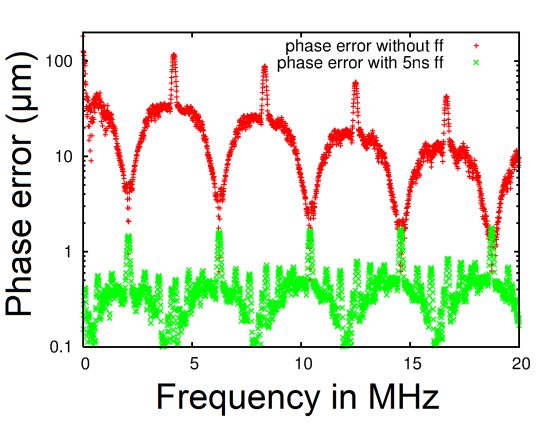 phase error without ff
phase error with 5ns ff
Phase error (μm)
100
10
1
0.1
0
5
10
15
20
Frequency in MHz